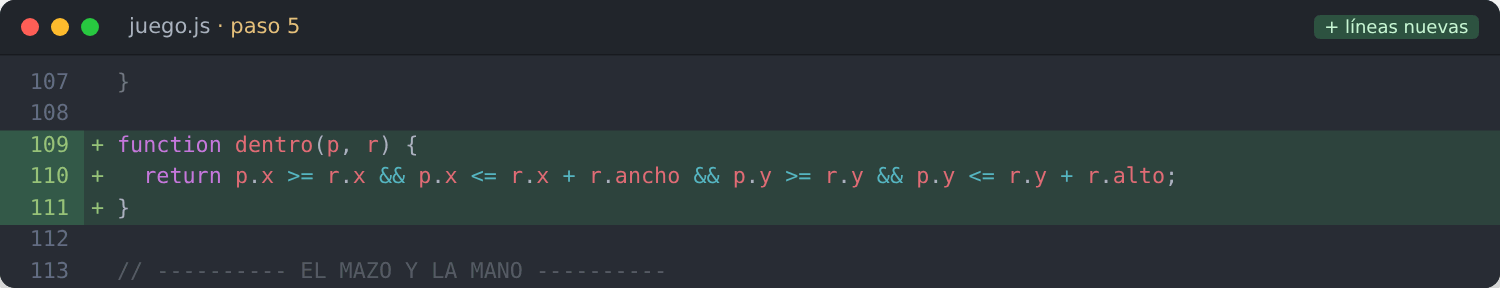 juego.js · paso 5
+ líneas nuevas
107 }
108
109 + function dentro(p, r) {
110 +   return p.x >= r.x && p.x <= r.x + r.ancho && p.y >= r.y && p.y <= r.y + r.alto;
111 + }
112
113 // ---------- EL MAZO Y LA MANO ----------